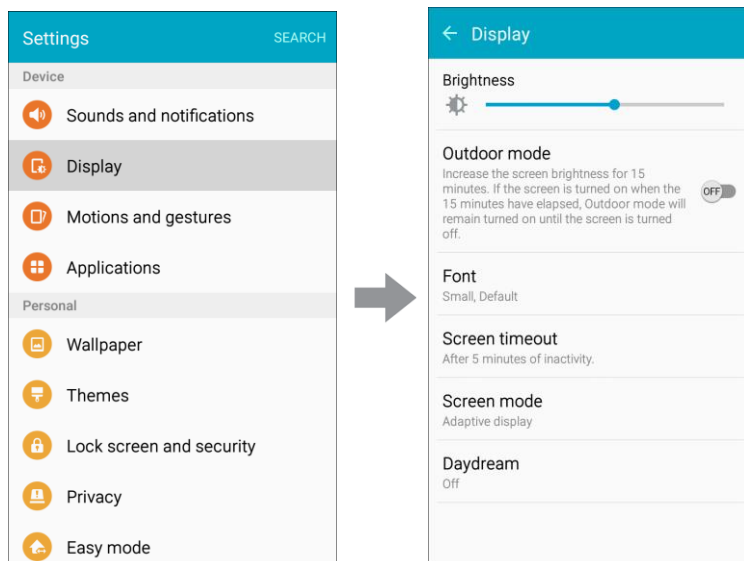 Settings
SEARCH
Device
Sounds and notifications
Display
Motions and gestures
Applications
Personal
Wallpaper
Themes
Lock screen and security
Privacy
Easy mode
Display
Brightness
Outdoor mode
Increase the screen brightness for 15
minutes. If the screen is turned on when the
15 minutes have elapsed, Outdoor mode will
remain turned on until the screen is turned
off.
OFF
Font
Small, Default
Screen timeout
After 5 minutes of inactivity.
Screen mode
Adaptive display
Daydream
Off